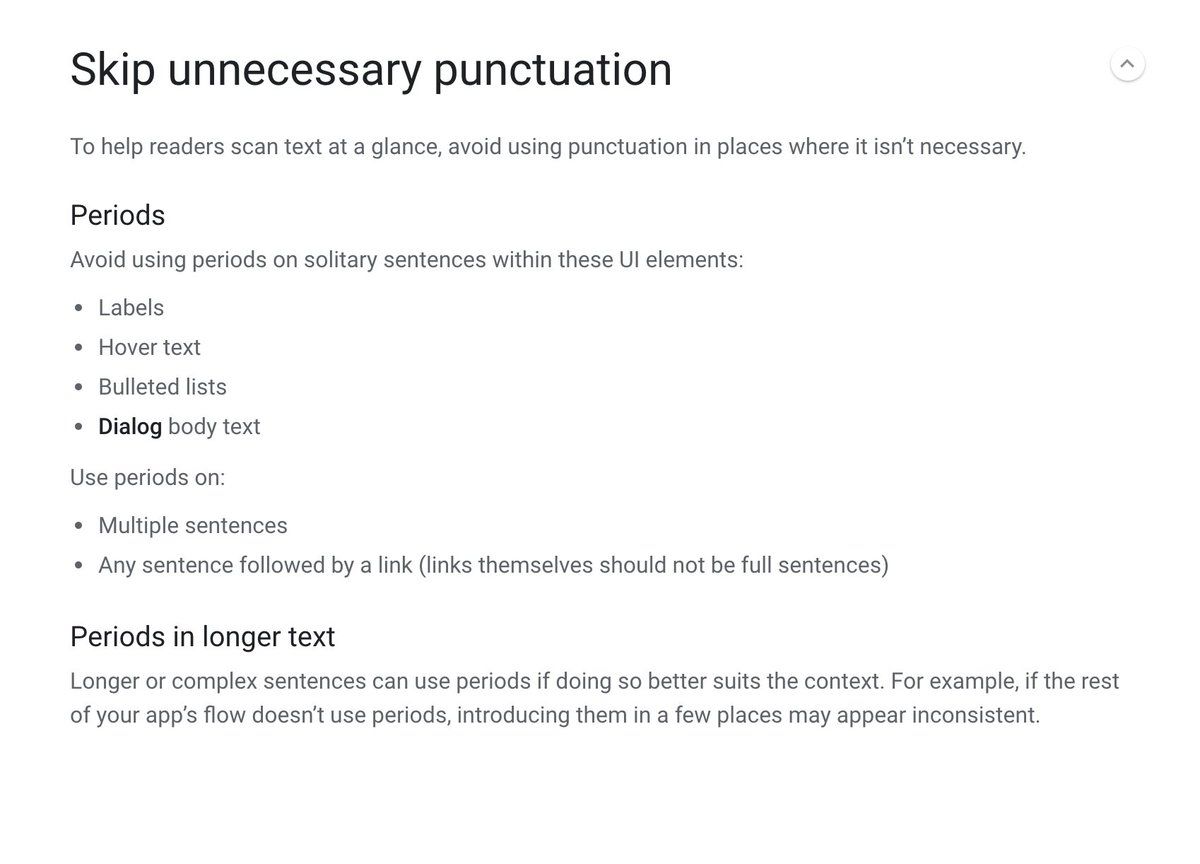 Skip unnecessary punctuation
To help readers scan text at a glance, avoid using punctuation in places where it isn’t necessary.
Periods
Avoid using periods on solitary sentences within these UI elements:
• Labels
• Hover text
• Bulleted lists
• Dialog body text
Use periods on:
• Multiple sentences
• Any sentence followed by a link (links themselves should not be full sentences)
Periods in longer text
Longer or complex sentences can use periods if doing so better suits the context. For example, if the rest
of your app’s flow doesn’t use periods, introducing them in a few places may appear inconsistent.